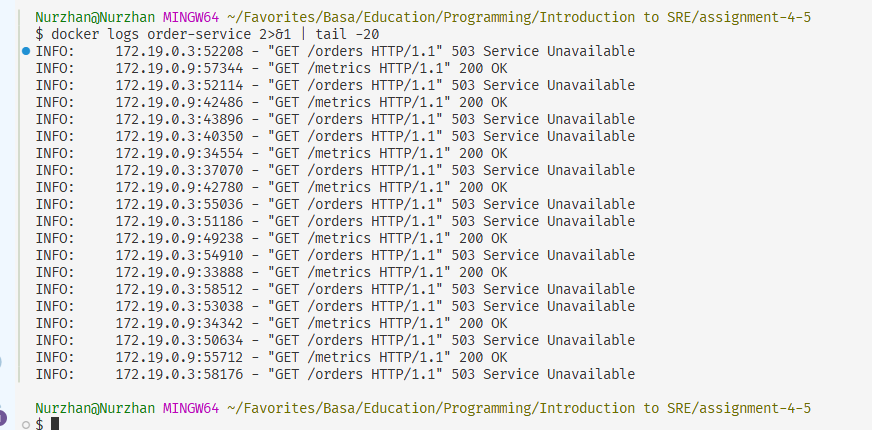 Nurzhan@Nurzhan MINGW64 ~/Favorites/Basa/Education/Programming/Introduction to SRE/assignment-4-5
$ docker logs order-service 2>&1 | tail -20
INFO:     172.19.0.3:52208 - "GET /orders HTTP/1.1" 503 Service Unavailable
INFO:     172.19.0.9:57344 - "GET /metrics HTTP/1.1" 200 OK
INFO:     172.19.0.3:52114 - "GET /orders HTTP/1.1" 503 Service Unavailable
INFO:     172.19.0.9:42486 - "GET /metrics HTTP/1.1" 200 OK
INFO:     172.19.0.3:43896 - "GET /orders HTTP/1.1" 503 Service Unavailable
INFO:     172.19.0.3:40350 - "GET /orders HTTP/1.1" 503 Service Unavailable
INFO:     172.19.0.9:34554 - "GET /metrics HTTP/1.1" 200 OK
INFO:     172.19.0.3:37070 - "GET /orders HTTP/1.1" 503 Service Unavailable
INFO:     172.19.0.9:42780 - "GET /metrics HTTP/1.1" 200 OK
INFO:     172.19.0.3:55036 - "GET /orders HTTP/1.1" 503 Service Unavailable
INFO:     172.19.0.3:51186 - "GET /orders HTTP/1.1" 503 Service Unavailable
INFO:     172.19.0.9:49238 - "GET /metrics HTTP/1.1" 200 OK
INFO:     172.19.0.3:54910 - "GET /orders HTTP/1.1" 503 Service Unavailable
INFO:     172.19.0.9:33888 - "GET /metrics HTTP/1.1" 200 OK
INFO:     172.19.0.3:58512 - "GET /orders HTTP/1.1" 503 Service Unavailable
INFO:     172.19.0.3:53038 - "GET /orders HTTP/1.1" 503 Service Unavailable
INFO:     172.19.0.9:34342 - "GET /metrics HTTP/1.1" 200 OK
INFO:     172.19.0.3:50634 - "GET /orders HTTP/1.1" 503 Service Unavailable
INFO:     172.19.0.9:55712 - "GET /metrics HTTP/1.1" 200 OK
INFO:     172.19.0.3:58176 - "GET /orders HTTP/1.1" 503 Service Unavailable
Nurzhan@Nurzhan MINGW64 ~/Favorites/Basa/Education/Programming/Introduction to SRE/assignment-4-5
$